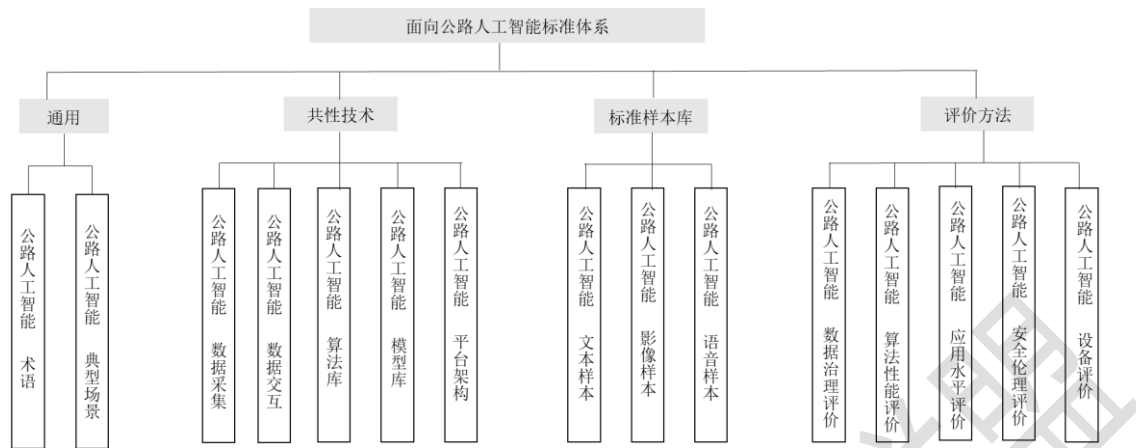 面向公路人工智能标准体系
通用
共性技术
标准样本库
评价方法
公路人工智能 术语
公路人工智能 典型场景
公路人工智能 数据采集
公路人工智能 数据交互
公路人工智能 算法库
公路人工智能 模型库
公路人工智能 平台架构
公路人工智能 文本样本
公路人工智能 影像样本
公路人工智能 语音样本
公路人工智能 数据治理评价
公路人工智能 算法性能评价
公路人工智能 应用水平评价
公路人工智能 安全伦理评价
公路人工智能 设备评价